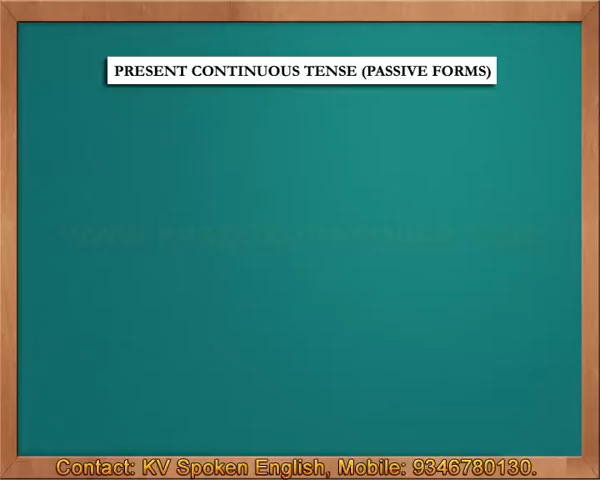 PRESENT CONTINUOUS TENSE (PASSIVE FORMS)
Contact: KV Spoken English, Mobile: 9346780130.